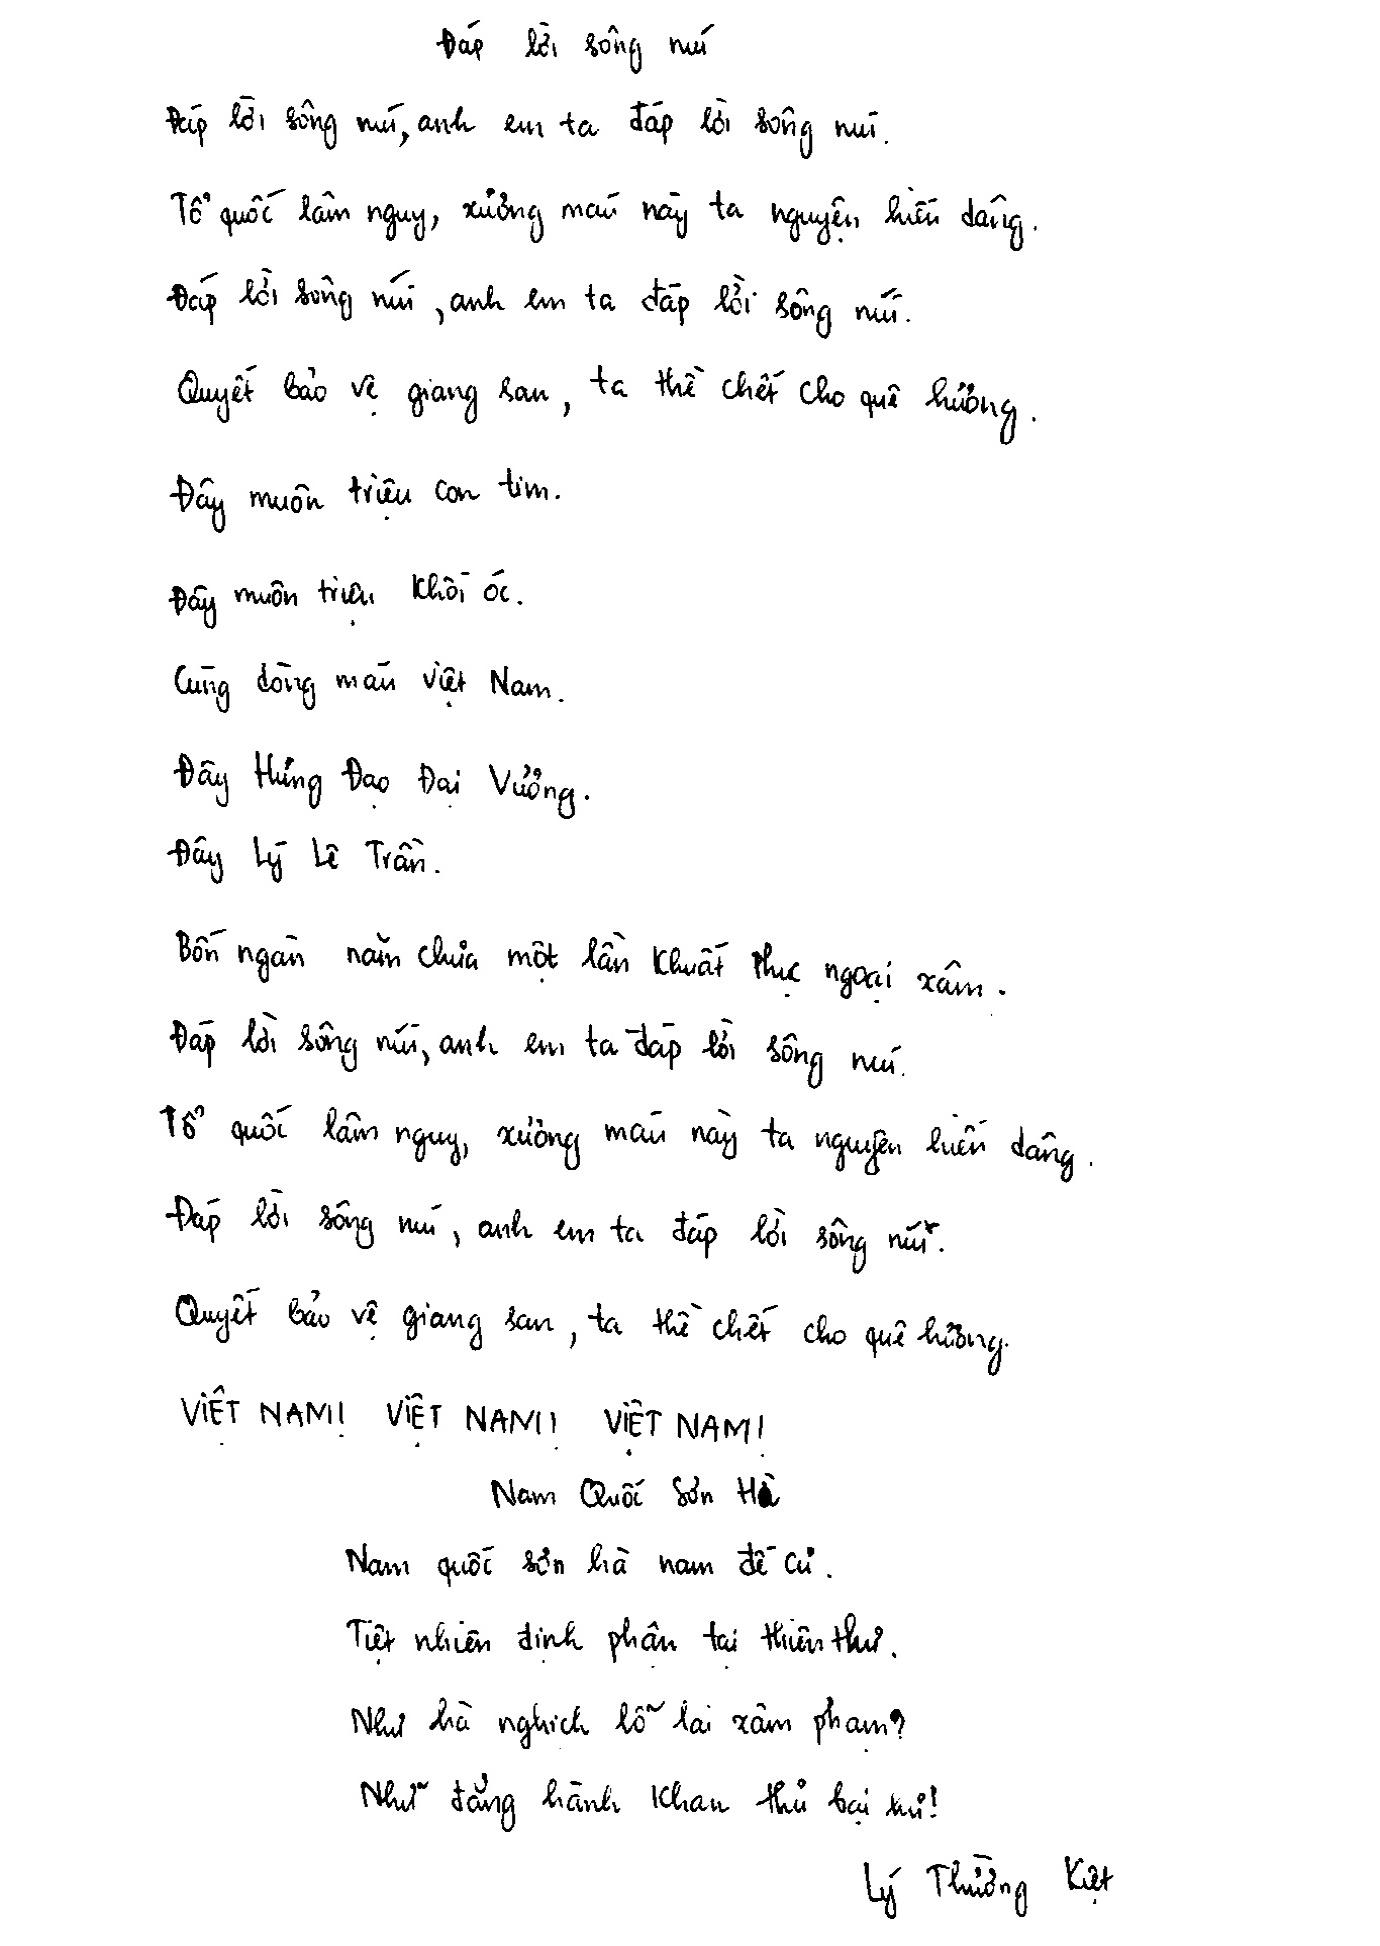 Đáp lời sông núi
Đáp lời sông núi, anh em ta đáp lời sông núi.
Tổ quốc lâm nguy, xương máu này ta nguyện hiến dâng.
Đáp lời sông núi, anh em ta đáp lời sông núi.
Quyết bảo vệ giang san, ta thề chết cho quê hương.
Đây muôn triệu con tim.
Đây muôn triệu khối óc.
Cùng dòng máu Việt Nam.
Đây Hưng Đạo Đại Vương.
Đây Lý Lê Trần.
Bốn ngàn năm chưa một lần khuất phục ngoại xâm.
Đáp lời sông núi, anh em ta đáp lời sông núi.
Tổ quốc lâm nguy, xương máu này ta nguyện hiến dâng.
Đáp lời sông núi, anh em ta đáp lời sông núi.
Quyết bảo vệ giang san, ta thề chết cho quê hương.
VIỆT NAM! VIỆT NAM! VIỆT NAM!
Nam Quốc Sơn Hà
Nam quốc sơn hà nam đế cư.
Tiệt nhiên định phận tại thiên thư.
Như hà nghịch lỗ lai xâm phạm?
Nhữ đẳng hành khan thủ bại hư!
Lý Thường Kiệt